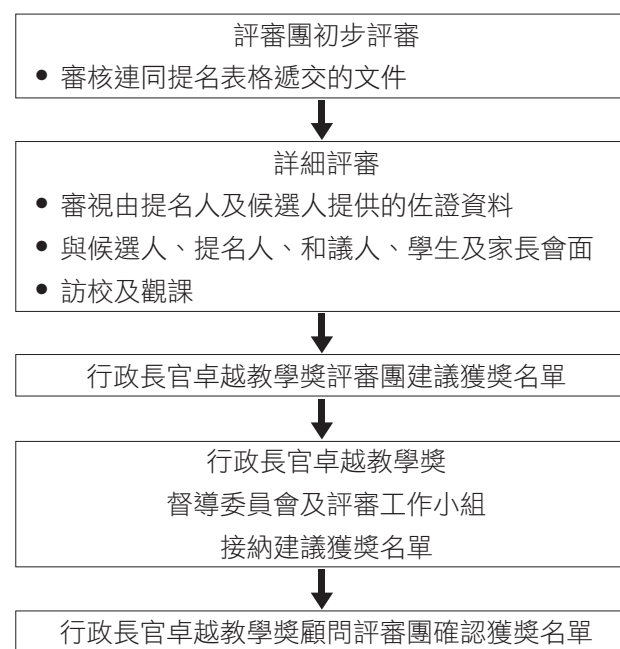 評審團初步評審
● 審核連同提名表格遞交的文件
詳細評審
● 審視由提名人及候選人提供的佐證資料
● 與候選人、提名人、和議人、學生及家長會面
● 訪校及觀課
行政長官卓越教學獎評審團建議獲獎名單
行政長官卓越教學獎
督導委員會及評審工作小組
接納建議獲獎名單
行政長官卓越教學獎顧問評審團確認獲獎名單